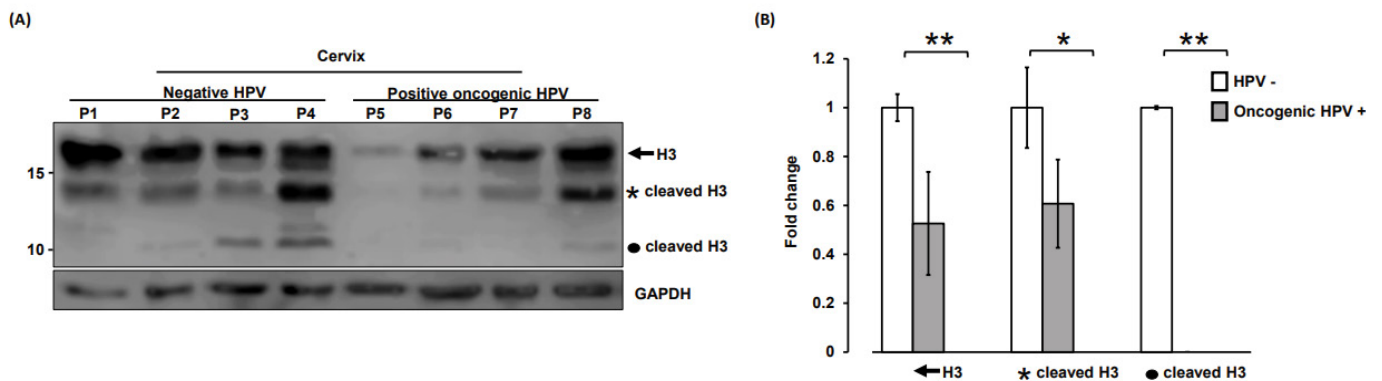 (A)
Cervix
Negative HPV Positive oncogenic HPV
P1 P2 P3 P4 P5 P6 P7 P8
15
10
H3
* cleaved H3
● cleaved H3
GAPDH
(B)
** * **
HPV -
Oncogenic HPV +
Fold change
1.2
1
0.8
0.6
0.4
0.2
0
H3 * cleaved H3 ● cleaved H3